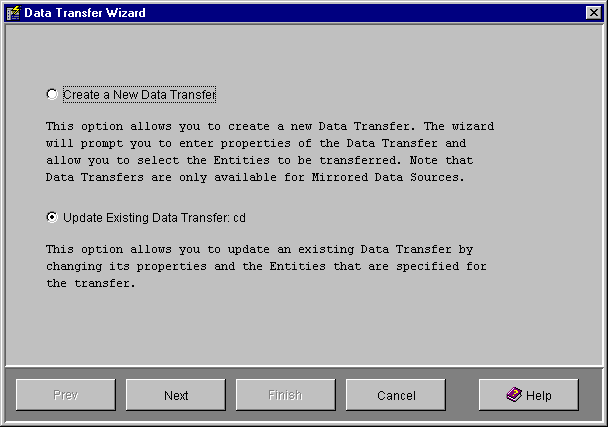 Data Transfer Wizard
Create a New Data Transfer
This option allows you to create a new Data Transfer. The wizard
will prompt you to enter properties of the Data Transfer and
allow you to select the Entities to be transferred. Note that
Data Transfers are only available for Mirrored Data Sources.
Update Existing Data Transfer: cd
This option allows you to update an existing Data Transfer by
changing its properties and the Entities that are specified for
the transfer.
Prev Next Finish Cancel Help